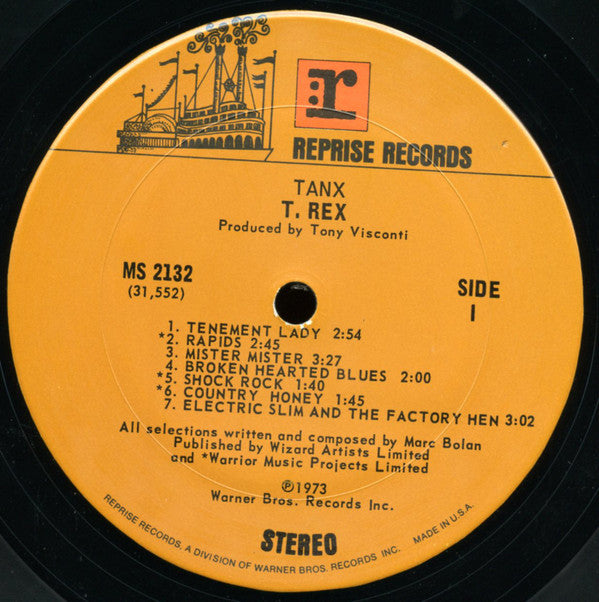 r
REPRISE RECORDS
TANX
T. REX
Produced by Tony Visconti
MS 2132
(31,552)
SIDE
1
1. TENEMENT LADY 2:54
*2. RAPIDS 2:45
3. MISTER MISTER 3:27
4. BROKEN HEARTED BLUES 2:00
*5. SHOCK ROCK 1:40
*6. COUNTRY HONEY 1:45
7. ELECTRIC SLIM AND THE FACTORY HEN 3:02
All selections written and composed by Marc Bolan
Published by Wizard Artists Limited
and *Warrior Music Projects Limited
℗1973
Warner Bros. Records Inc.
STEREO
REPRISE RECORDS, A DIVISION OF WARNER BROS. RECORDS INC. MADE IN U.S.A.